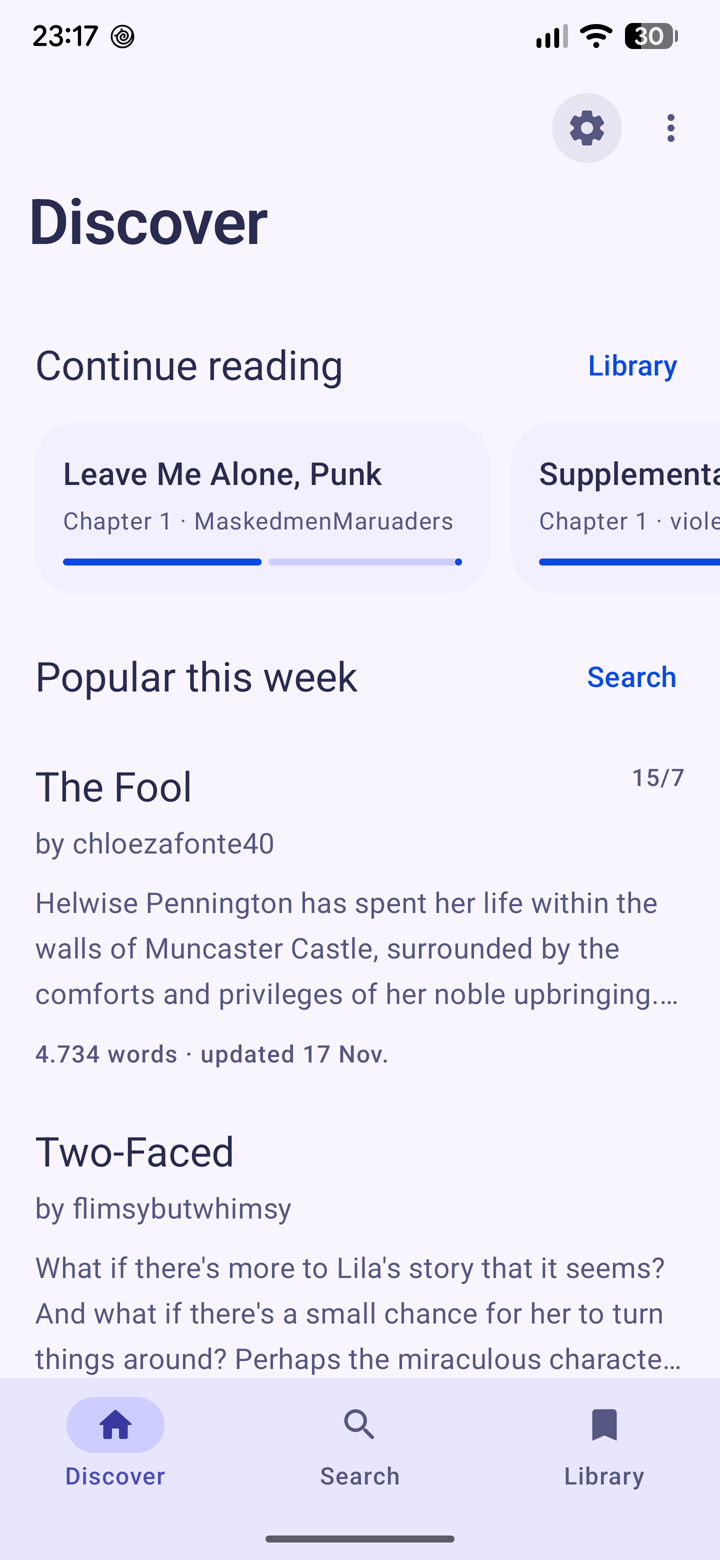 23:17
30
Discover
Continue reading
Library
Leave Me Alone, Punk
Chapter 1 · MaskedmenMaruaders
Supplementa
Chapter 1 · viole
Popular this week
Search
The Fool
15/7
by chloezafonte40
Helwise Pennington has spent her life within the
walls of Muncaster Castle, surrounded by the
comforts and privileges of her noble upbringing.…
4.734 words · updated 17 Nov.
Two-Faced
by flimsybutwhimsy
What if there's more to Lila's story that it seems?
And what if there's a small chance for her to turn
things around? Perhaps the miraculous characte…
Discover
Search
Library